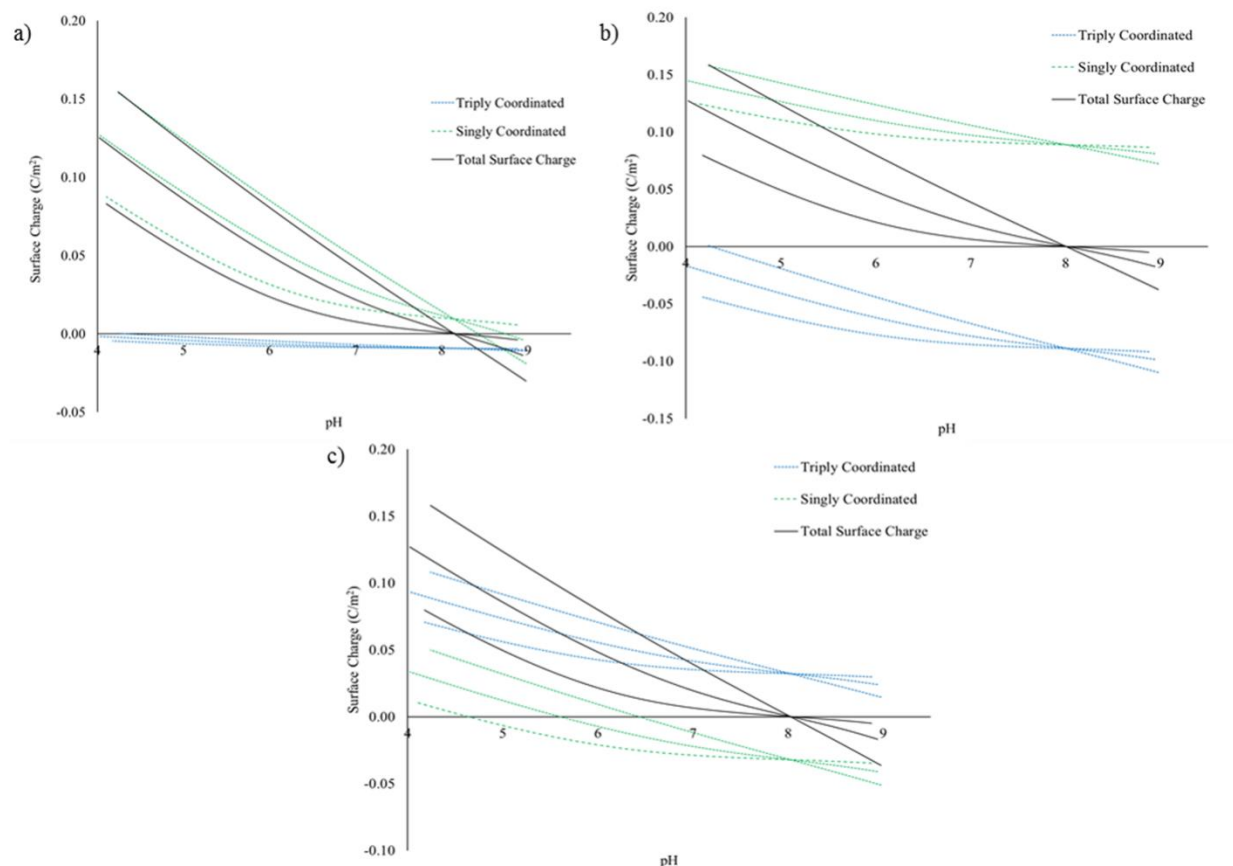 a)
0.20
0.15
0.10
0.05
0.00
-0.05
Surface Charge (C/m²)
4 5 6 7 8 9
pH
Triply Coordinated
Singly Coordinated
Total Surface Charge
b)
0.20
0.15
0.10
0.05
0.00
-0.05
-0.10
-0.15
Surface Charge (C/m²)
4 5 6 7 8 9
pH
Triply Coordinated
Singly Coordinated
Total Surface Charge
c)
0.20
0.15
0.10
0.05
0.00
-0.05
-0.10
Surface Charge (C/m²)
4 5 6 7 8 9
pH
Triply Coordinated
Singly Coordinated
Total Surface Charge